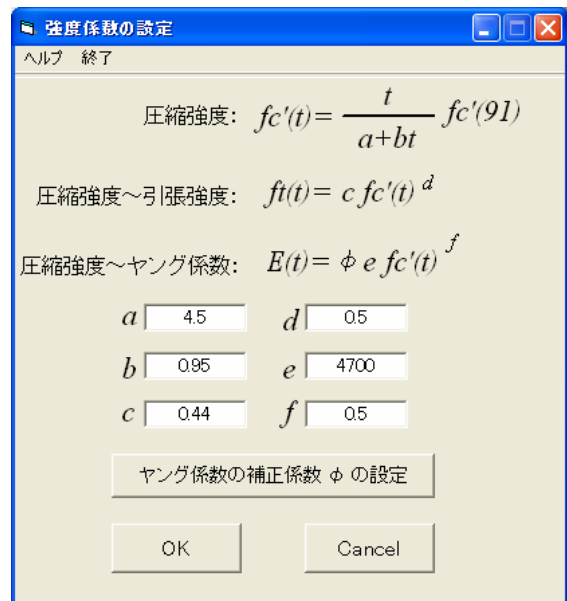 強度係数の設定
ヘルプ 終了
圧縮強度: fc'(t)= t/(a+bt) fc'(91)
圧縮強度～引張強度: ft(t)= c fc'(t)^d
圧縮強度～ヤング係数: E(t)= φ e fc'(t)^f
a 4.5 d 0.5
b 0.95 e 4700
c 0.44 f 0.5
ヤング係数の補正係数 φ の設定
OK Cancel